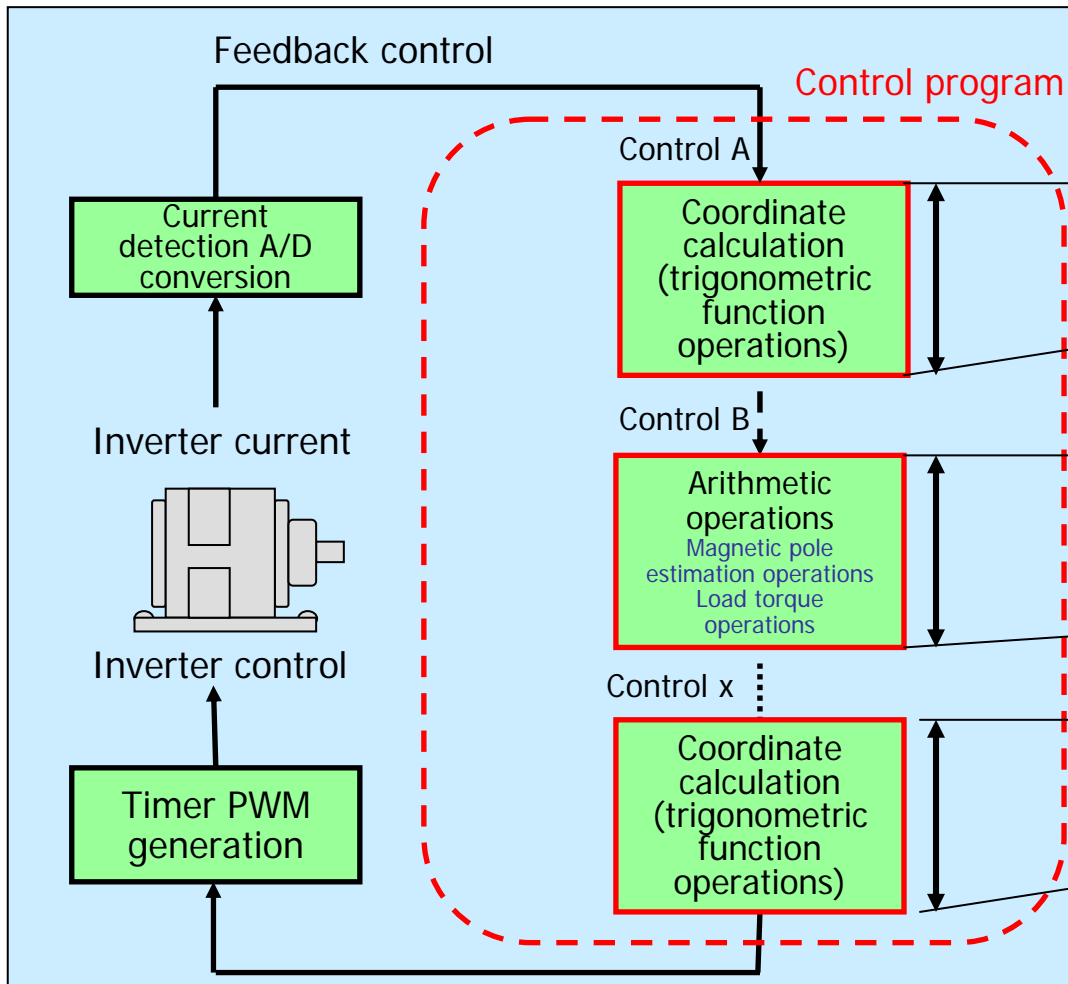 Feedback control
Control program
Control A
Current
detection A/D
conversion
Coordinate
calculation
(trigonometric
function
operations)
Control B
Inverter current
Arithmetic
operations
Magnetic pole
estimation operations
Load torque
operations
Inverter control
Control x
Timer PWM
generation
Coordinate
calculation
(trigonometric
function
operations)